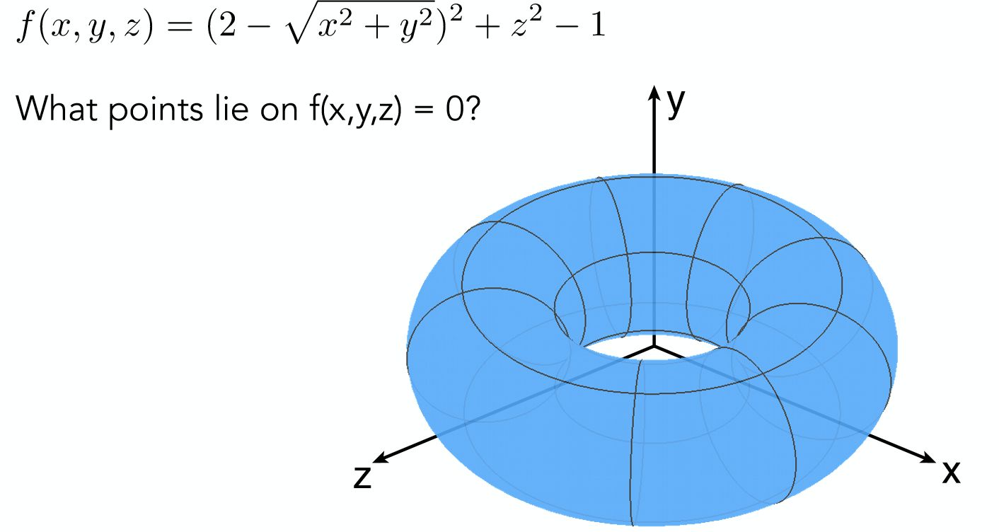 f(x, y, z) = (2 − √(x² + y²))² + z² − 1
What points lie on f(x,y,z) = 0?
y
z
x